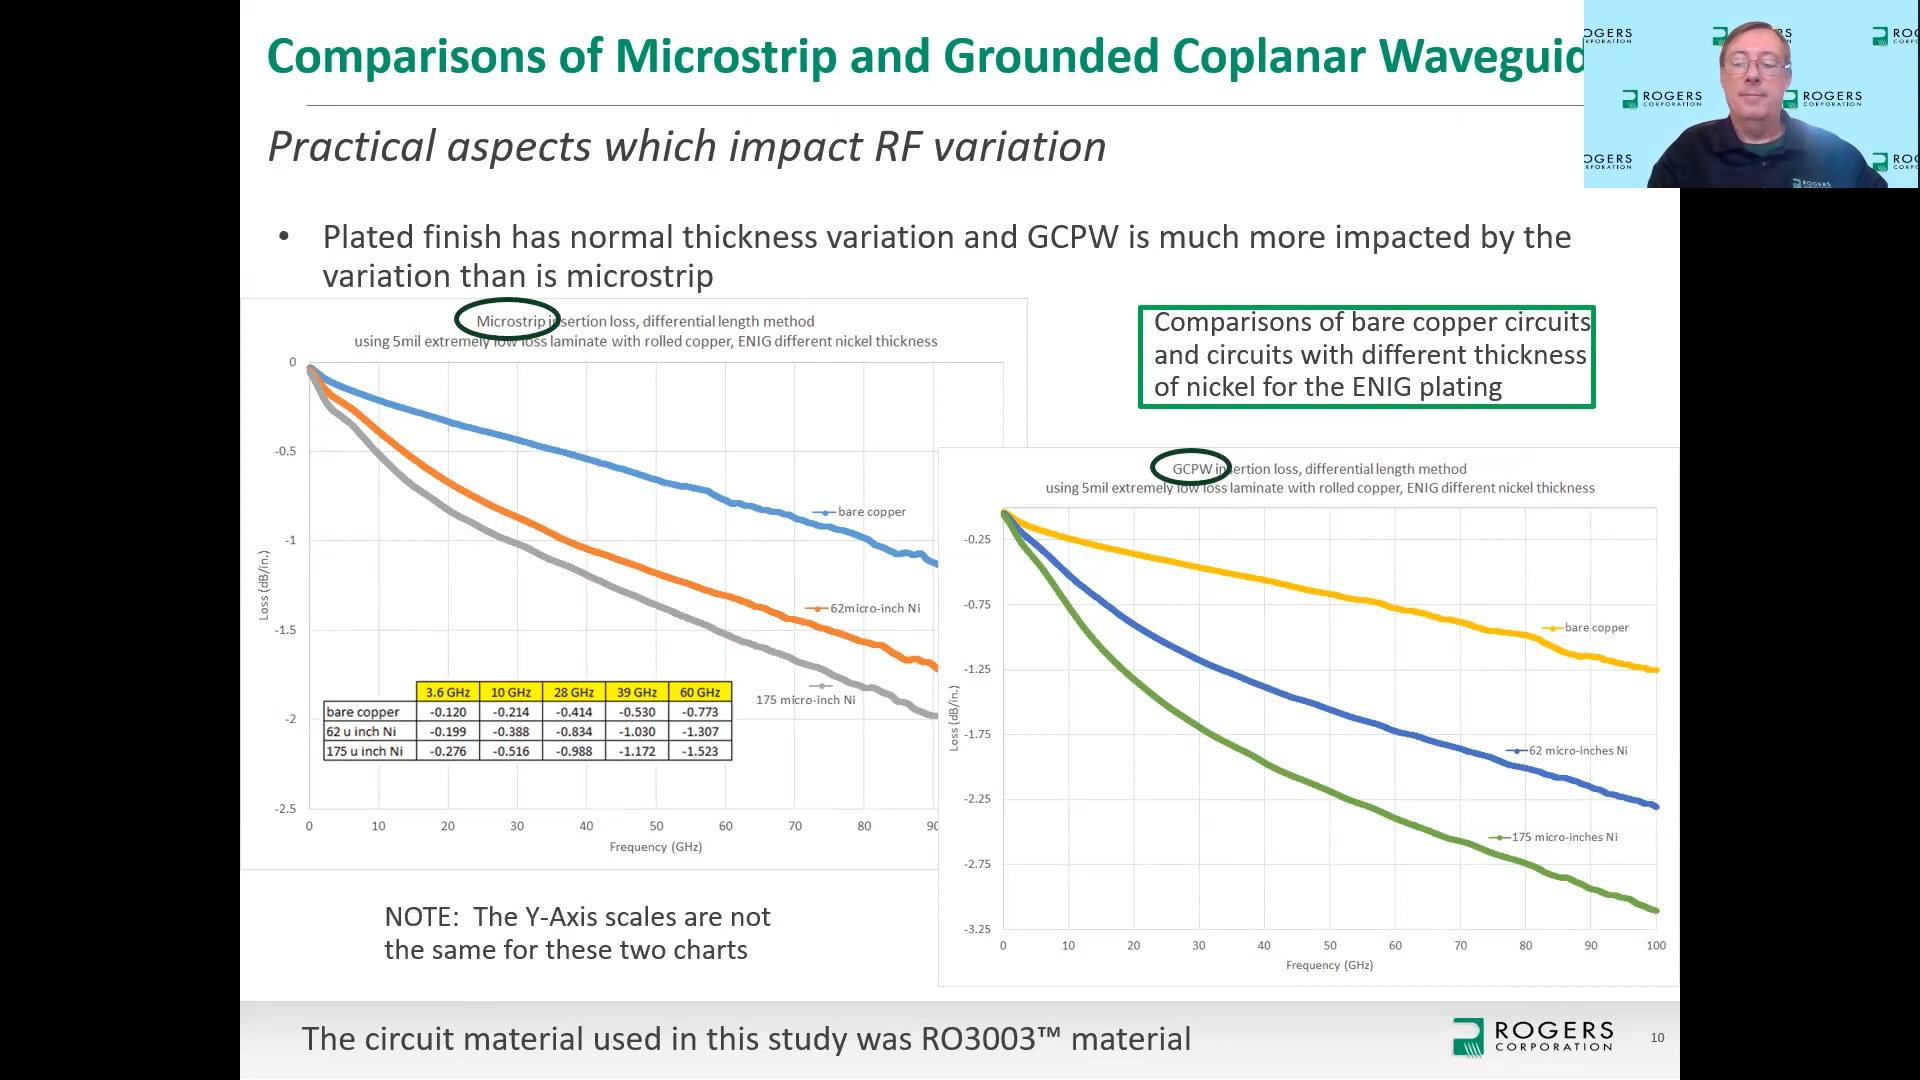 Comparisons of Microstrip and Grounded Coplanar Waveguid
Practical aspects which impact RF variation
• Plated finish has normal thickness variation and GCPW is much more impacted by the
variation than is microstrip
Microstrip insertion loss, differential length method
using 5mil extremely low loss laminate with rolled copper, ENIG different nickel thickness
0
-0.5
-1
-1.5
-2
-2.5
Loss (dB/in.)
bare copper
62micro-inch Ni
175 micro-inch Ni
3.6 GHz 10 GHz 28 GHz 39 GHz 60 GHz
bare copper -0.120 -0.214 -0.414 -0.530 -0.773
62 u inch Ni -0.199 -0.388 -0.834 -1.030 -1.307
175 u inch Ni -0.276 -0.516 -0.988 -1.172 -1.523
0 10 20 30 40 50 60 70 80 90
Frequency (GHz)
Comparisons of bare copper circuits
and circuits with different thickness
of nickel for the ENIG plating
GCPW insertion loss, differential length method
using 5mil extremely low loss laminate with rolled copper, ENIG different nickel thickness
-0.25
-0.75
-1.25
-1.75
-2.25
-2.75
-3.25
Loss (dB/in.)
bare copper
62 micro-inches Ni
175 micro-inches Ni
0 10 20 30 40 50 60 70 80 90 100
Frequency (GHz)
NOTE: The Y-Axis scales are not
the same for these two charts
The circuit material used in this study was RO3003™ material
ROGERS
CORPORATION
10
ROGERS
CORPORATION
ROGERS
CORPORATION
ROGERS